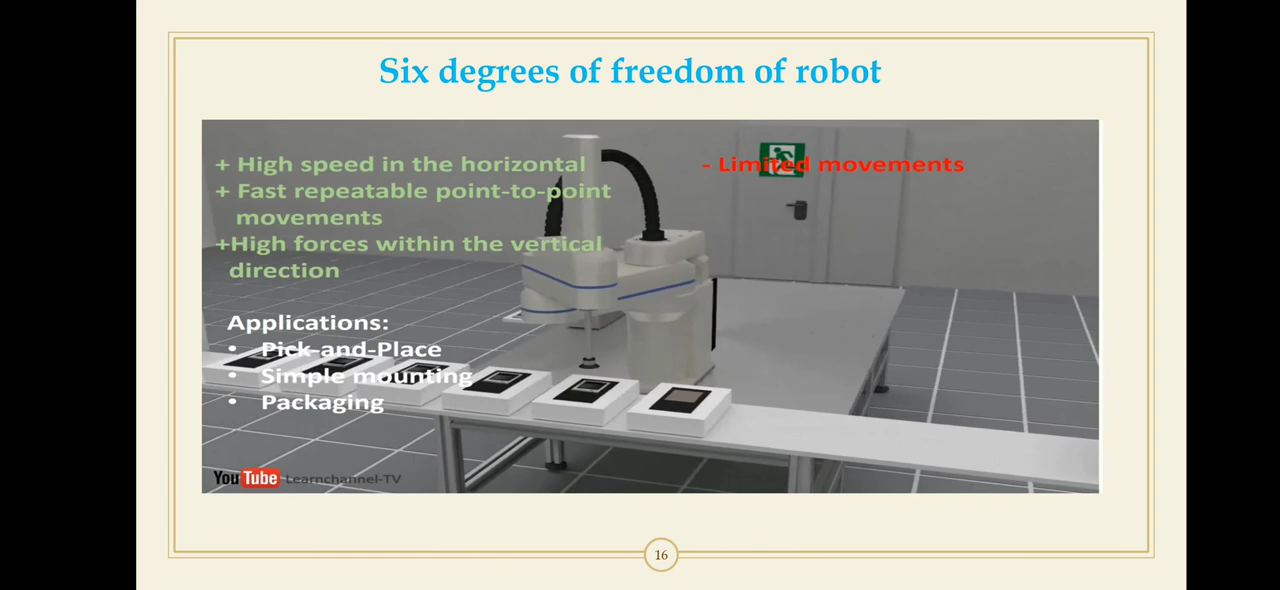 Six degrees of freedom of robot
+ High speed in the horizontal
+ Fast repeatable point-to-point
movements
+High forces within the vertical
direction
- Limited movements
Applications:
• Pick-and-Place
• Simple mounting
• Packaging
YouTube Learnchannel-TV
16